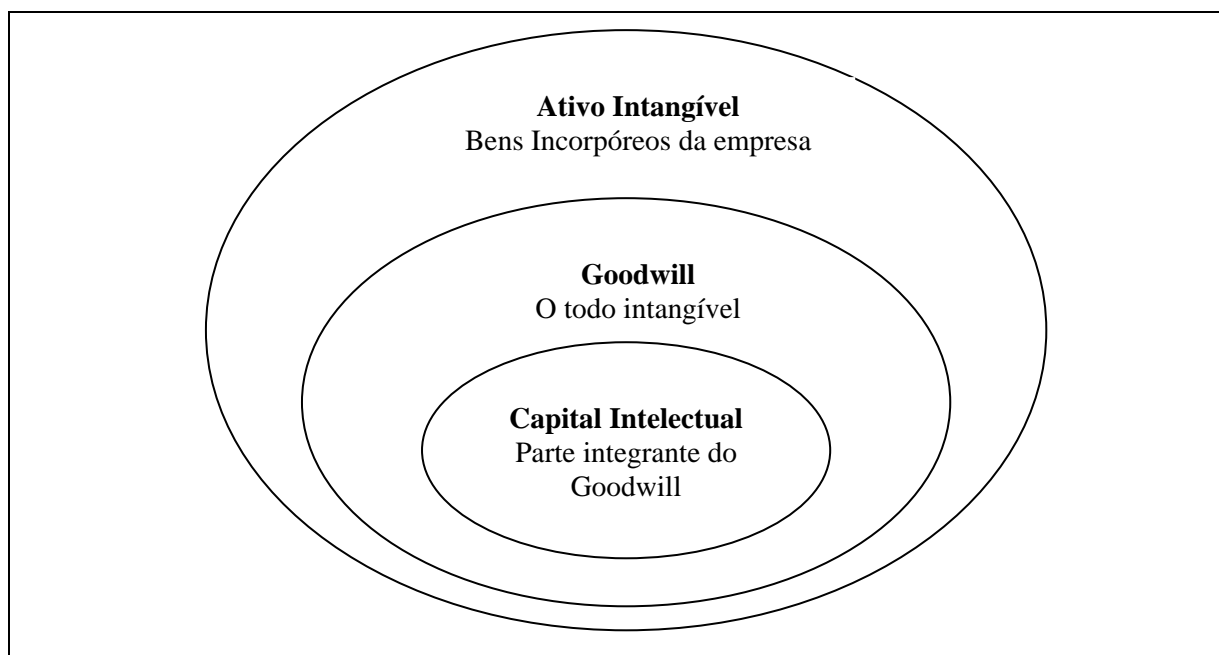 Ativo Intangível
Bens Incorpóreos da empresa
Goodwill
O todo intangível
Capital Intelectual
Parte integrante do
Goodwill